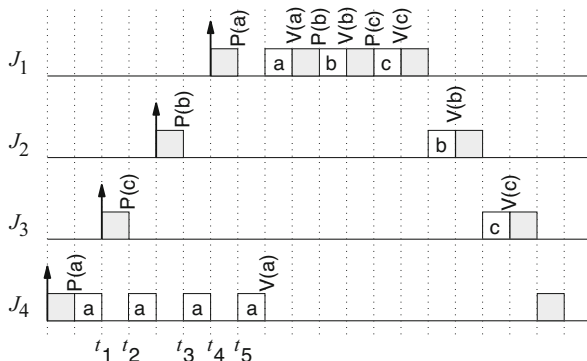 J1 P(a) a V(a) P(b) b V(b) P(c) c V(c)
J2 P(b) b V(b)
J3 P(c) c V(c)
J4 P(a) a a a a V(a)
t1 t2 t3 t4 t5